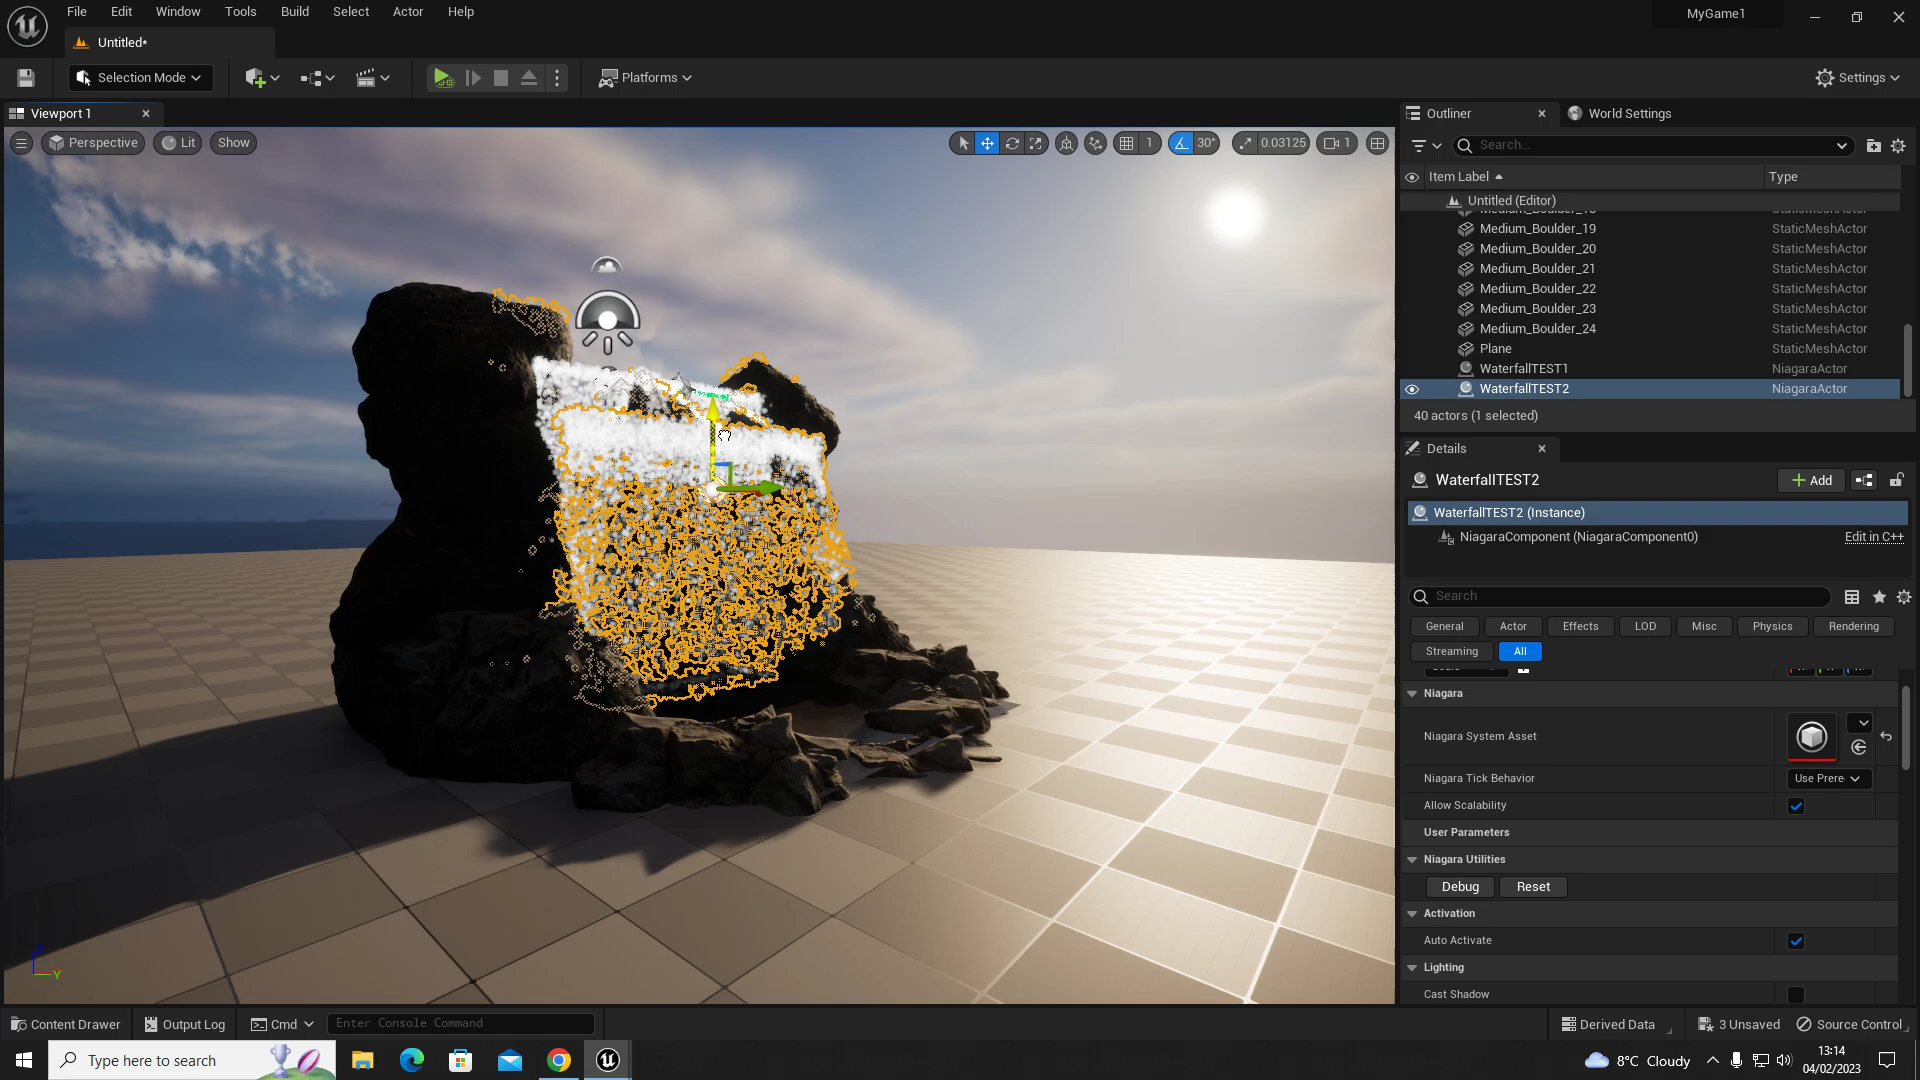 File Edit Window Tools Build Select Actor Help
MyGame1
Untitled*
Selection Mode
Platforms
Settings
Viewport 1
Outliner
World Settings
Perspective
Lit
Show
1
30°
0.03125
1
Search...
Item Label
Type
Untitled (Editor)
Medium_Boulder_19 StaticMeshActor
Medium_Boulder_20 StaticMeshActor
Medium_Boulder_21 StaticMeshActor
Medium_Boulder_22 StaticMeshActor
Medium_Boulder_23 StaticMeshActor
Medium_Boulder_24 StaticMeshActor
Plane StaticMeshActor
WaterfallTEST1 NiagaraActor
WaterfallTEST2 NiagaraActor
40 actors (1 selected)
Details
WaterfallTEST2
Add
WaterfallTEST2 (Instance)
NiagaraComponent (NiagaraComponent0)
Edit in C++
Search
General Actor Effects LOD Misc Physics Rendering
Streaming All
Niagara
Niagara System Asset
Niagara Tick Behavior
Use Prere
Allow Scalability
User Parameters
Niagara Utilities
Debug Reset
Activation
Auto Activate
Lighting
Cast Shadow
Z
Y
Content Drawer
Output Log
Cmd
Enter Console Command
Derived Data
3 Unsaved
Source Control
Type here to search
8°C Cloudy
13:14
04/02/2023